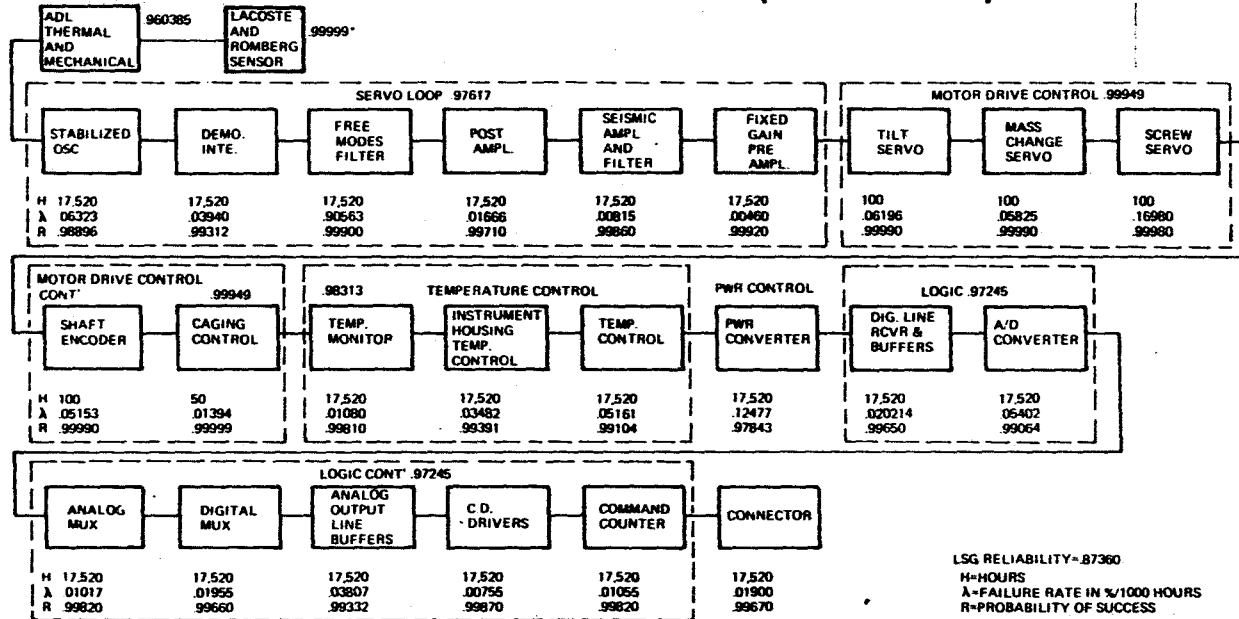 ADL
THERMAL
AND
MECHANICAL
.960385
LACOSTE
AND
ROMBERG
SENSOR
.99999*
SERVO LOOP .97617
MOTOR DRIVE CONTROL .99949
STABILIZED
OSC
DEMO.
INTE.
FREE
MODES
FILTER
POST
AMPL.
SEISMIC
AMPL
AND
FILTER
FIXED
GAIN
PRE
AMPL.
TILT
SERVO
MASS
CHANGE
SERVO
SCREW
SERVO
H 17,520 17,520 17,520 17,520 17,520 17,520 100 100 100
λ .06323 .03940 .90563 .01666 .00815 .00460 .06196 .05825 .16980
R .98896 .99312 .99900 .99710 .99860 .99920 .99990 .99990 .99980
MOTOR DRIVE CONTROL
CONT' .99949
.98313 TEMPERATURE CONTROL
PWR CONTROL
LOGIC .97245
SHAFT
ENCODER
CAGING
CONTROL
TEMP.
MONITOR
INSTRUMENT
HOUSING
TEMP.
CONTROL
TEMP.
CONTROL
PWR
CONVERTER
DIG. LINE
RCVR &
BUFFERS
A/D
CONVERTER
H 100 50 17,520 17,520 17,520 17,520 17,520 17,520
λ .05153 .01394 .01080 .03482 .05161 .12477 .020214 .05402
R .99990 .99999 .99810 .99391 .99104 .97843 .99650 .99064
LOGIC CONT' .97245
ANALOG
MUX
DIGITAL
MUX
ANALOG
OUTPUT
LINE
BUFFERS
C.D.
DRIVERS
COMMAND
COUNTER
CONNECTOR
H 17,520 17,520 17,520 17,520 17,520 17,520
λ .01017 .01955 .03807 .00756 .01055 .01900
R .99820 .99660 .99332 .99870 .99820 .99670
LSG RELIABILITY=.87360
H=HOURS
λ=FAILURE RATE IN %/1000 HOURS
R=PROBABILITY OF SUCCESS